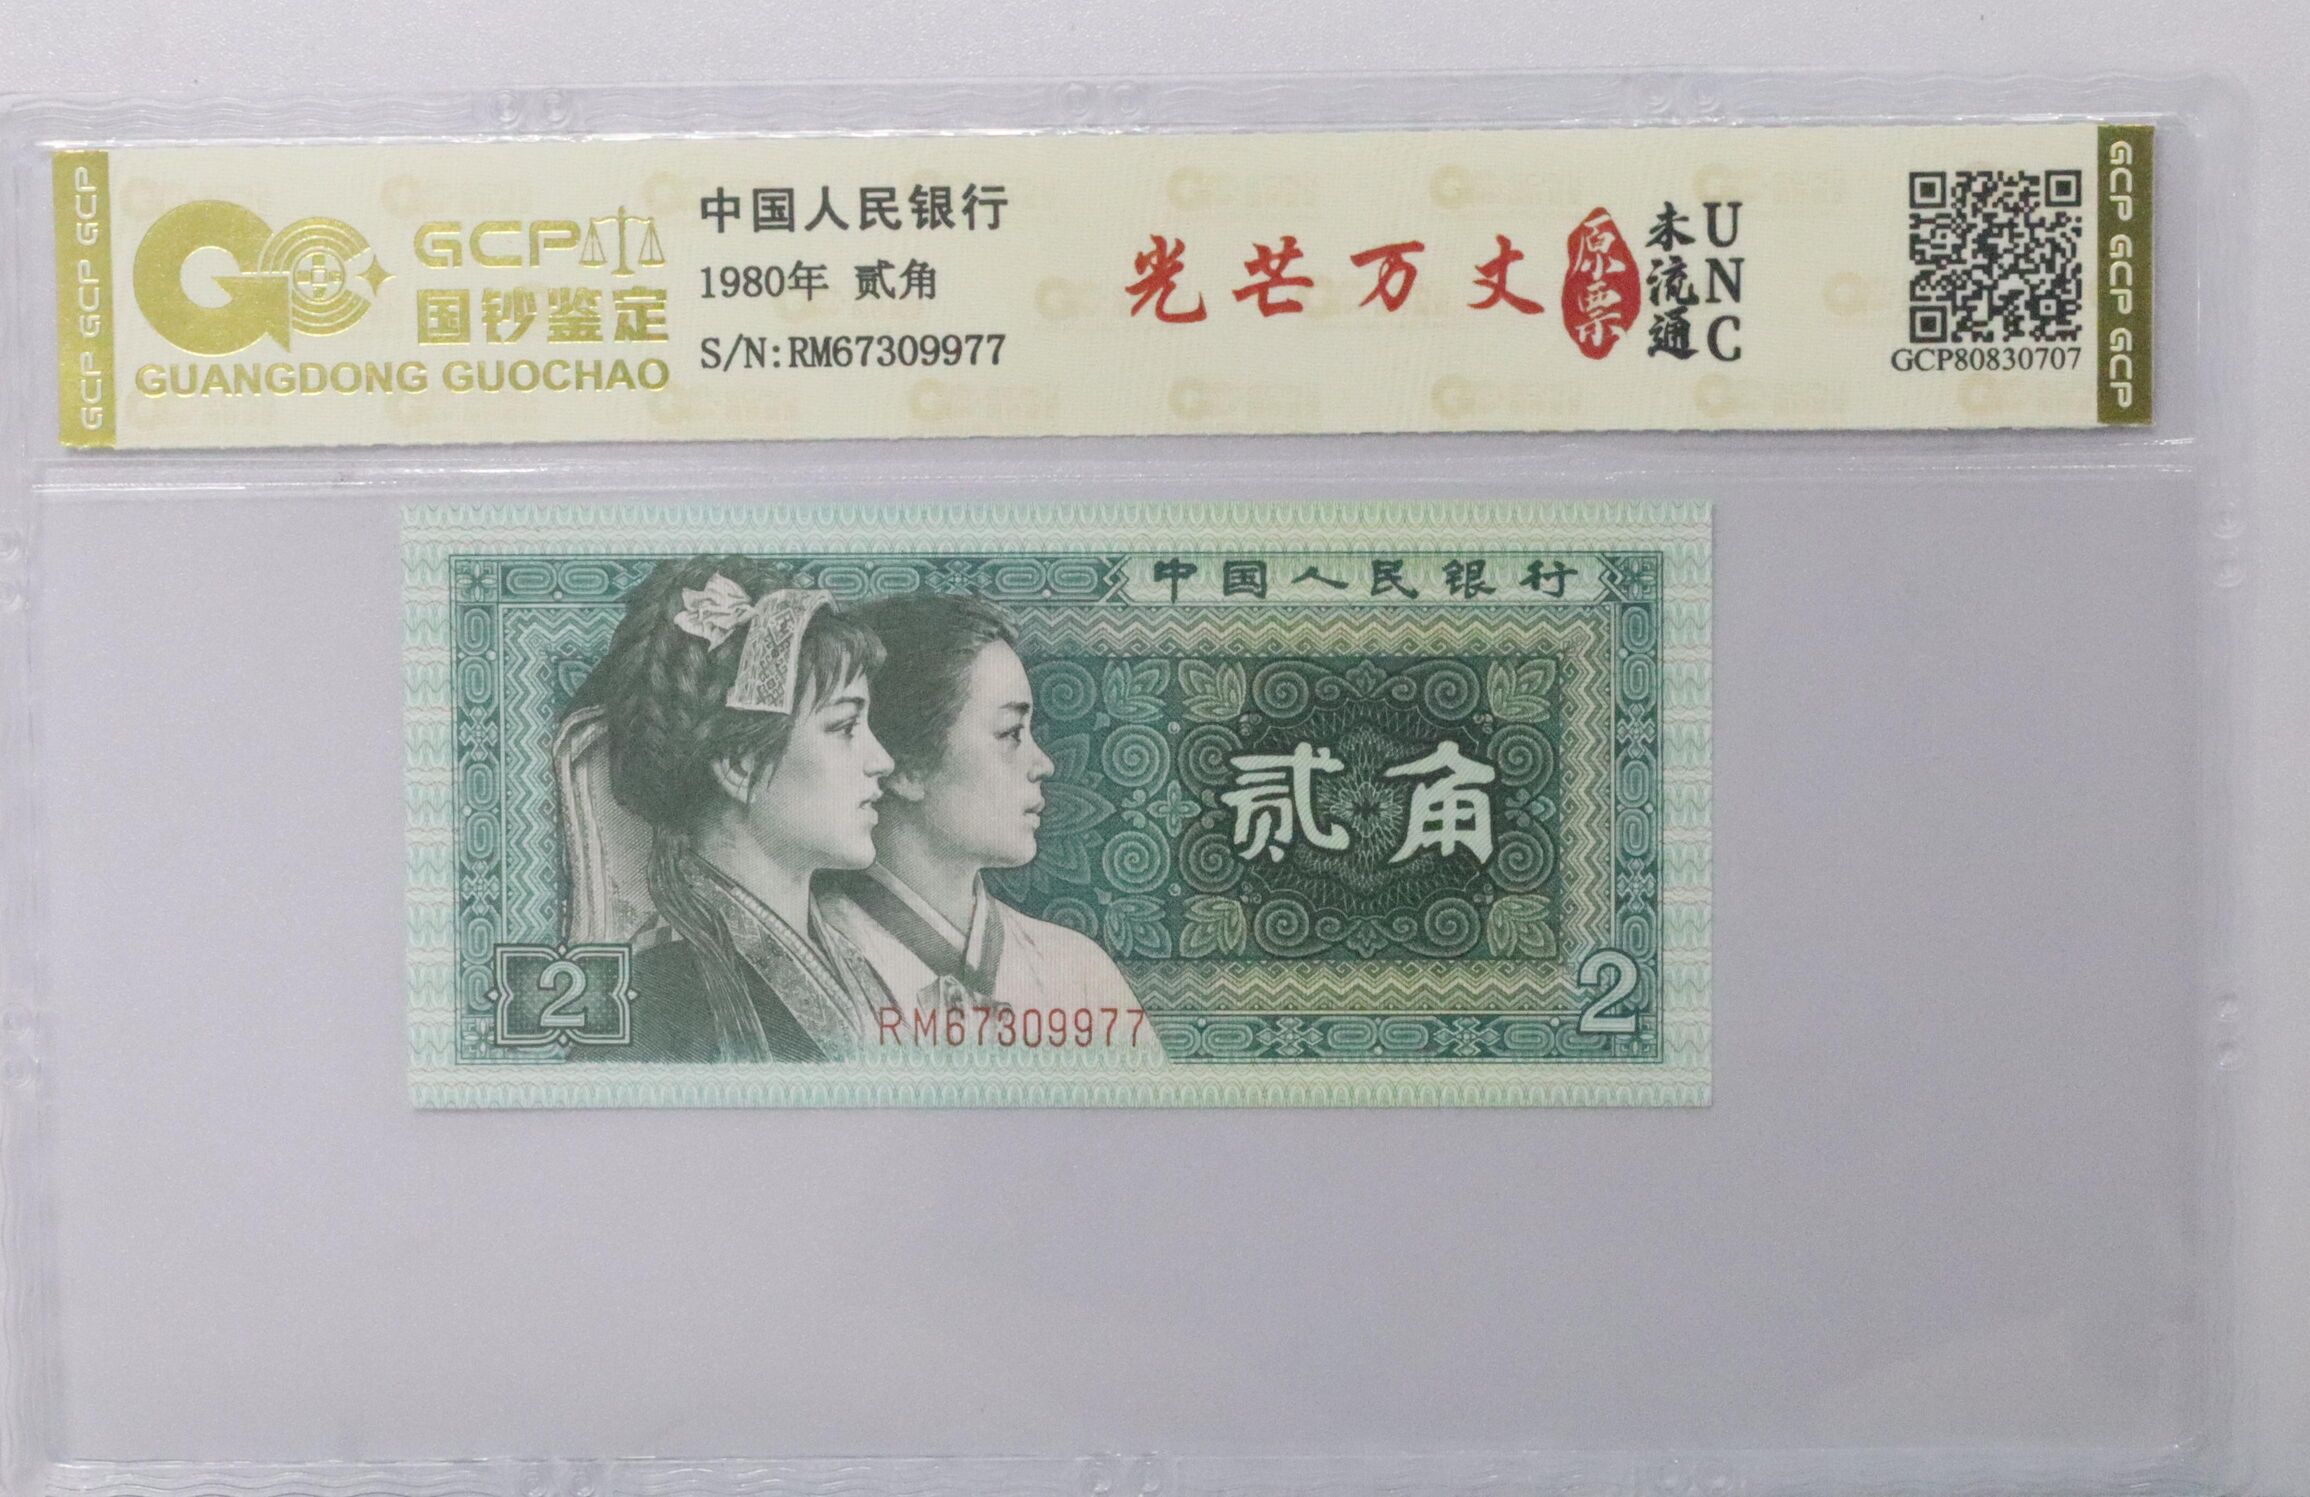 GCP GCP GCP
GCP
国钞鉴定
GUANGDONG GUOCHAO
中国人民银行
1980年 贰角
S/N:RM67309977
光芒万丈
原票
未流通
UNC
GCP80830707
GCP GCP GCP
中国人民银行
贰角
2
RM67309977
2